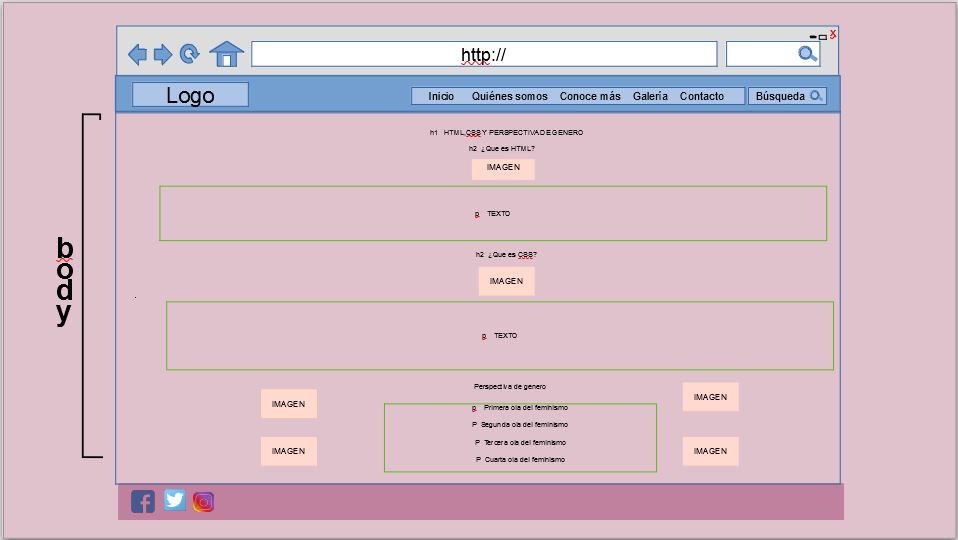 x
http://
Logo
Inicio Quiénes somos Conoce más Galería Contacto Búsqueda
h1 HTML,CSS Y PERSPECTIVA DE GENERO
h2 ¿Que es HTML?
IMAGEN
p TEXTO
body
h2 ¿Que es CSS?
IMAGEN
p TEXTO
Perspectiva de genero
IMAGEN
IMAGEN
p Primera ola del feminismo
P Segunda ola del feminismo
P Tercera ola del feminismo
P Cuarta ola del feminismo
IMAGEN
IMAGEN